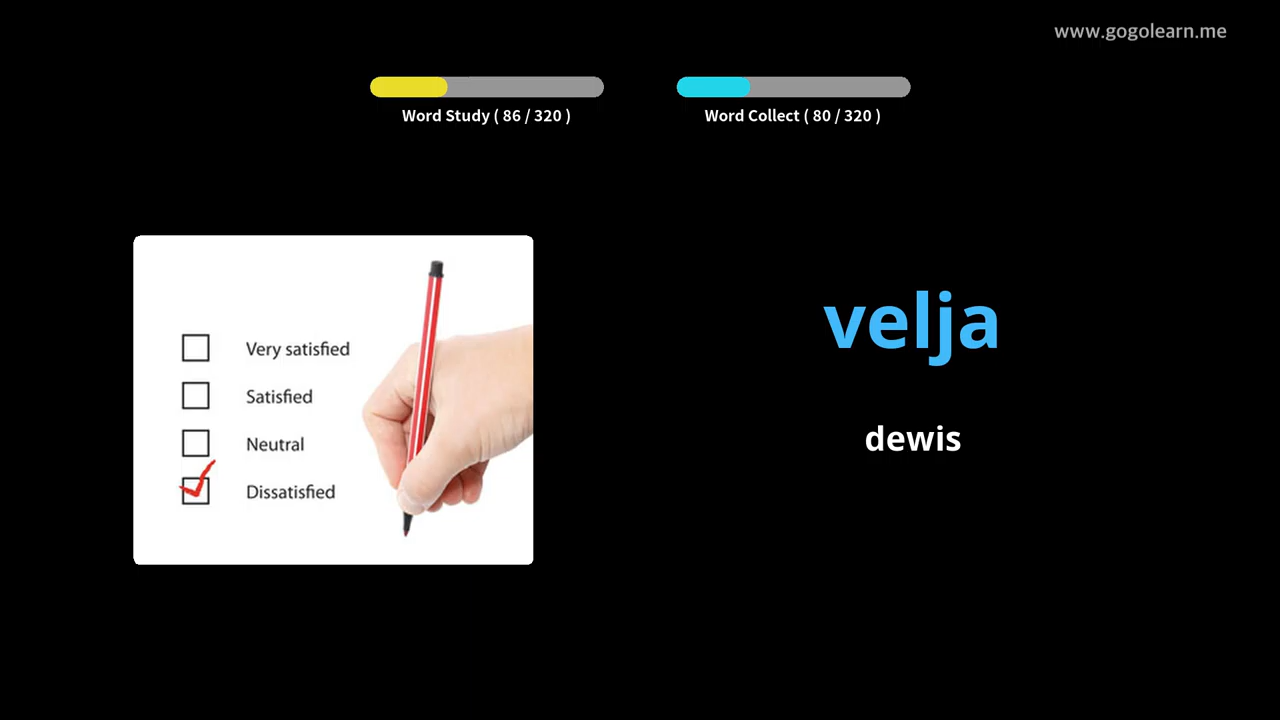 www.gogolearn.me
Word Study ( 86 / 320 )
Word Collect ( 80 / 320 )
Very satisfied
Satisfied
Neutral
Dissatisfied
velja
dewis